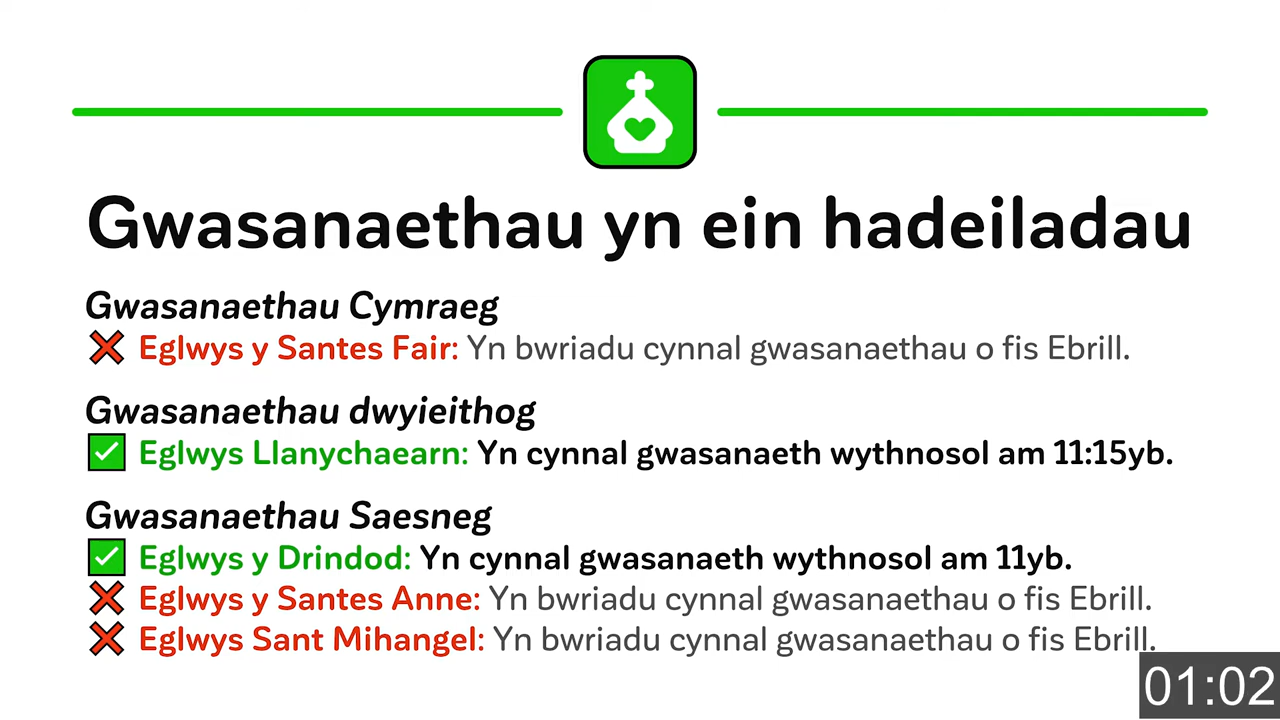 Gwasanaethau yn ein hadeiladau
Gwasanaethau Cymraeg
❌ Eglwys y Santes Fair: Yn bwriadu cynnal gwasanaethau o fis Ebrill.
Gwasanaethau dwyieithog
✅ Eglwys Llanychaearn: Yn cynnal gwasanaeth wythnosol am 11:15yb.
Gwasanaethau Saesneg
✅ Eglwys y Drindod: Yn cynnal gwasanaeth wythnosol am 11yb.
❌ Eglwys y Santes Anne: Yn bwriadu cynnal gwasanaethau o fis Ebrill.
❌ Eglwys Sant Mihangel: Yn bwriadu cynnal gwasanaethau o fis Ebrill.
01:02